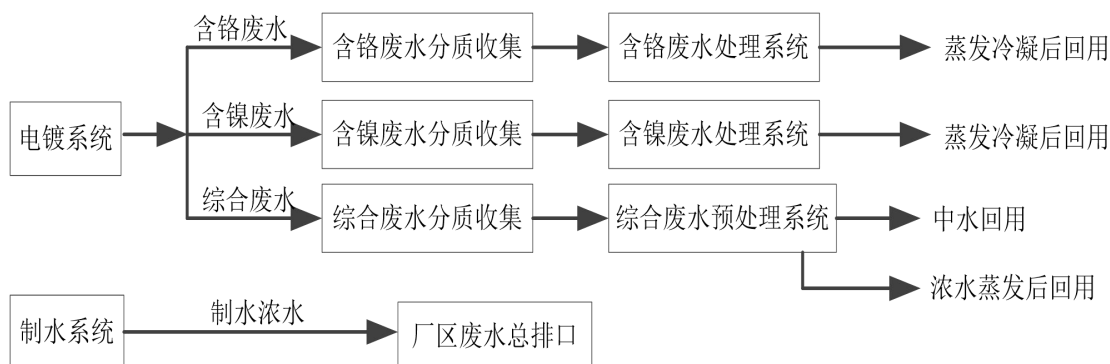 含铬废水
含铬废水分质收集
含铬废水处理系统
蒸发冷凝后回用
电镀系统
含镍废水
含镍废水分质收集
含镍废水处理系统
蒸发冷凝后回用
综合废水
综合废水分质收集
综合废水预处理系统
中水回用
浓水蒸发后回用
制水系统
制水浓水
厂区废水总排口